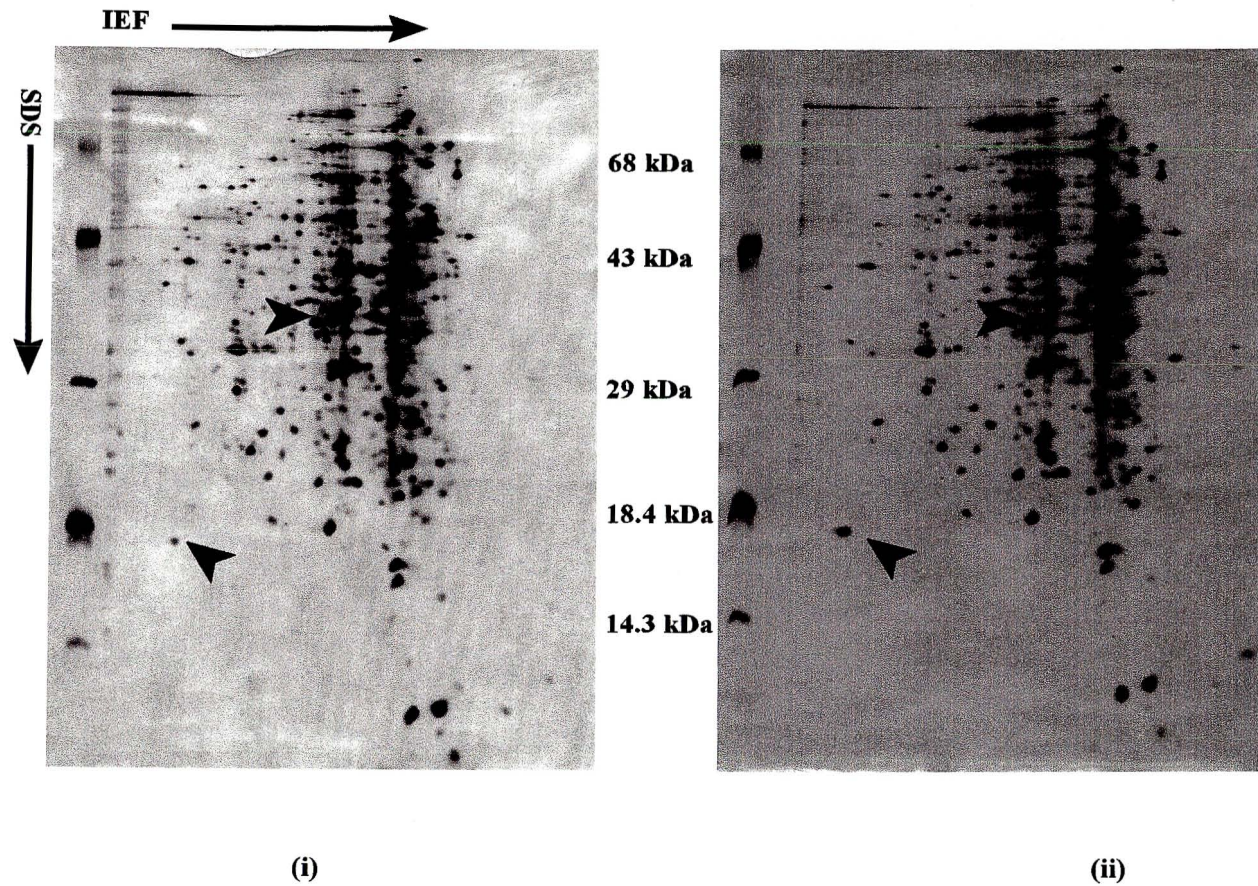 IEF
SDS
68 kDa
43 kDa
29 kDa
18.4 kDa
14.3 kDa
(i)
(ii)